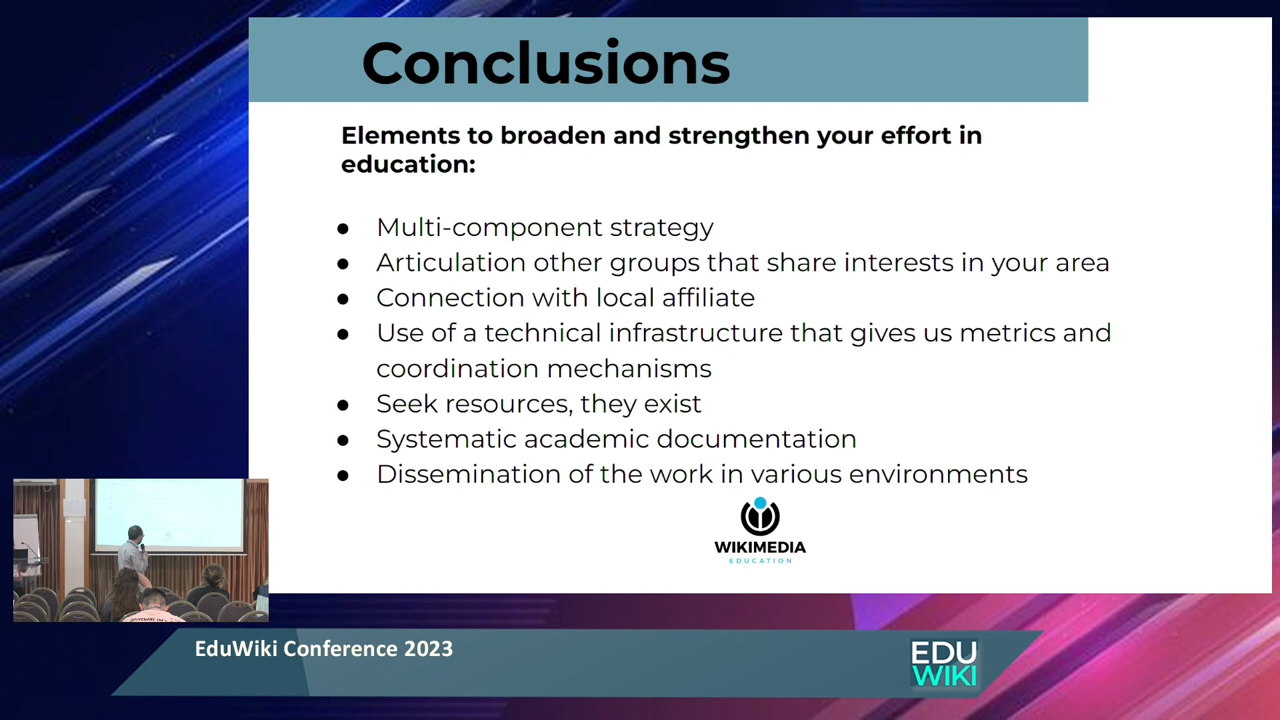 Conclusions
Elements to broaden and strengthen your effort in
education:
● Multi-component strategy
● Articulation other groups that share interests in your area
● Connection with local affiliate
● Use of a technical infrastructure that gives us metrics and
coordination mechanisms
● Seek resources, they exist
● Systematic academic documentation
● Dissemination of the work in various environments
WIKIMEDIA
EDUCATION
EduWiki Conference 2023
EDU
WIKI